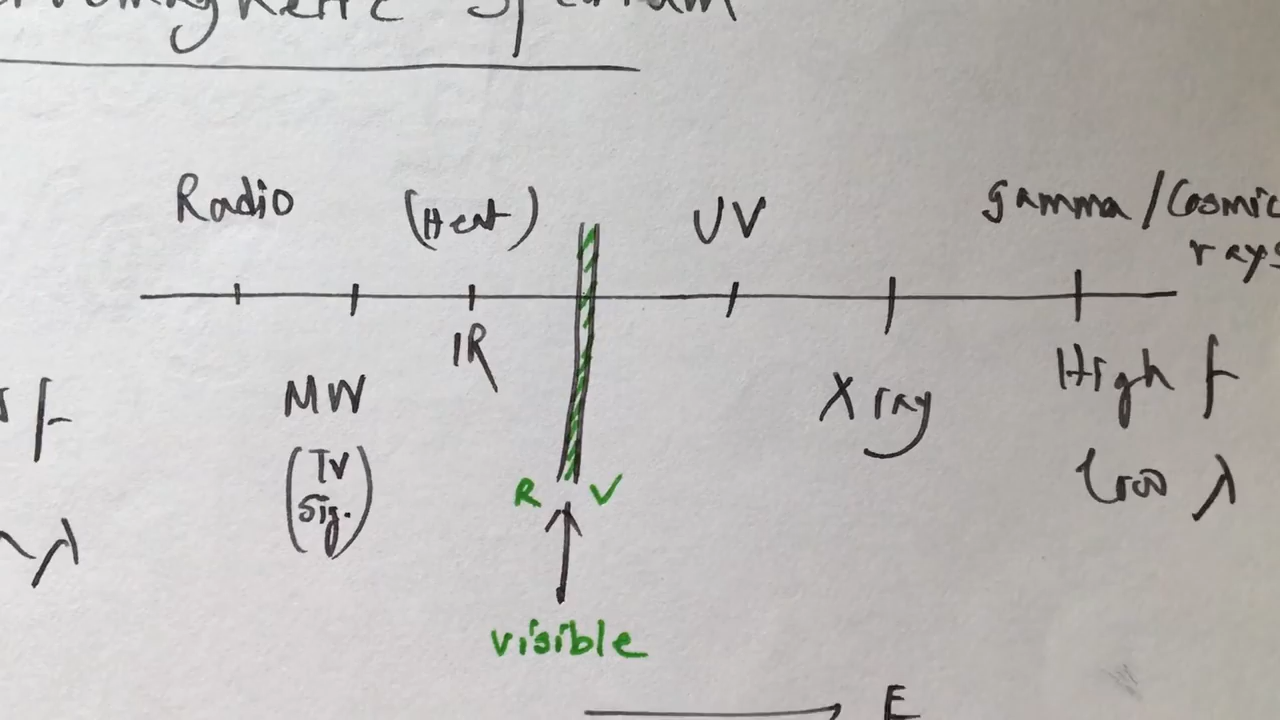 Radio (Heat) UV gamma / Cosmic
rays
IR
MW X ray High f
(TV
Sig.) Low λ
R V
λ
visible
E